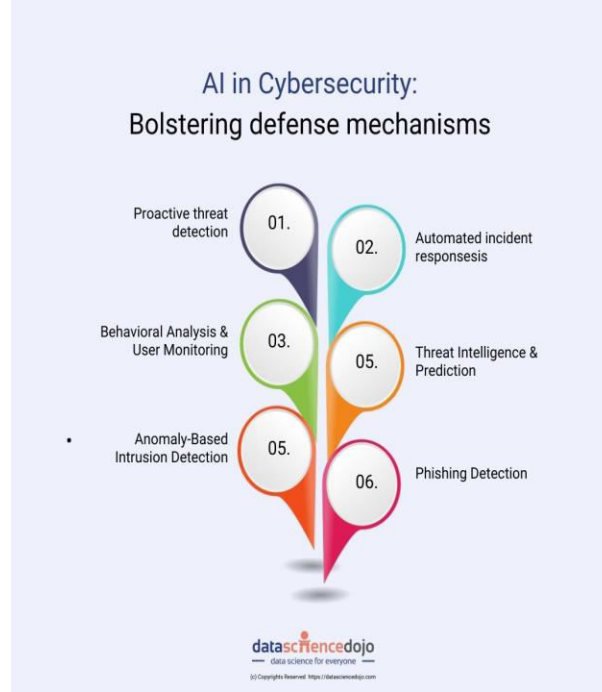 AI in Cybersecurity:
Bolstering defense mechanisms
Proactive threat
detection
01.
02.
Automated incident
responsesis
Behavioral Analysis &
User Monitoring
03.
05.
Threat Intelligence &
Prediction
Anomaly-Based
Intrusion Detection
05.
06.
Phishing Detection
datasciencedojo
data science for everyone
(c) Copyrights Reserved https://datasciencedojo.com